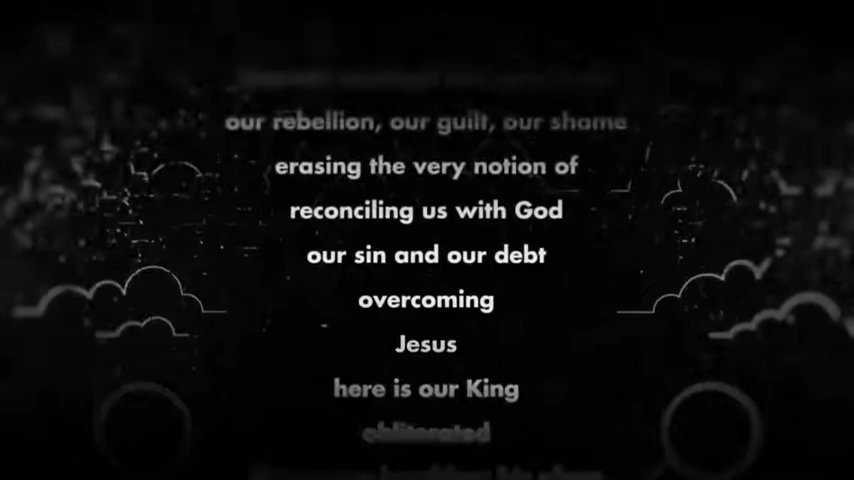 our rebellion, our guilt, our shame
erasing the very notion of
reconciling us with God
our sin and our debt
overcoming
Jesus
here is our King
obliterated